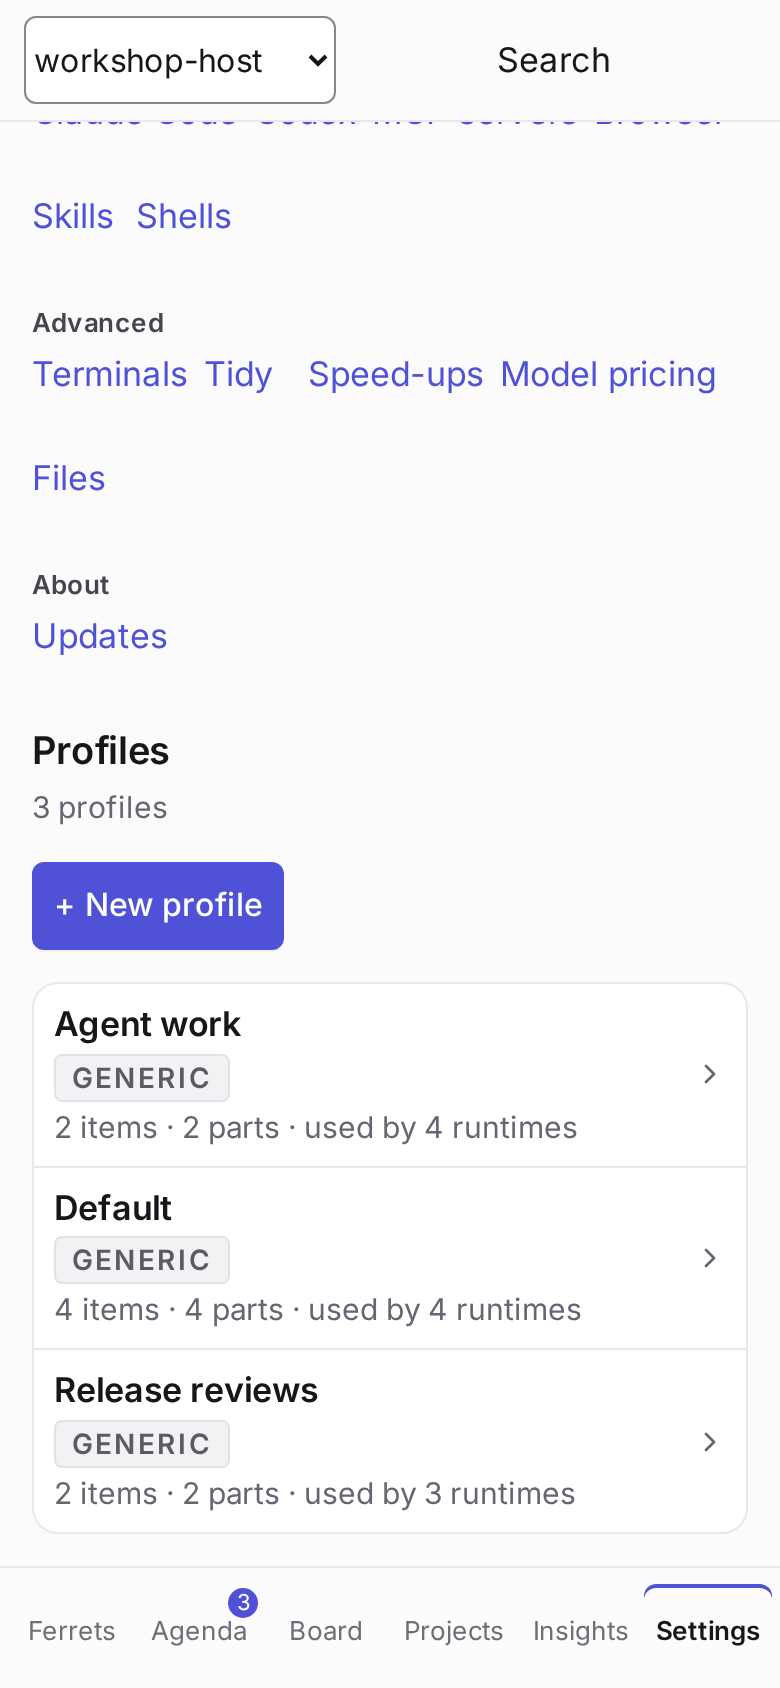 workshop-host
Search
Skills Shells
Advanced
Terminals Tidy Speed-ups Model pricing
Files
About
Updates
Profiles
3 profiles
+ New profile
Agent work
GENERIC
2 items · 2 parts · used by 4 runtimes
Default
GENERIC
4 items · 4 parts · used by 4 runtimes
Release reviews
GENERIC
2 items · 2 parts · used by 3 runtimes
3
Ferrets Agenda Board Projects Insights Settings